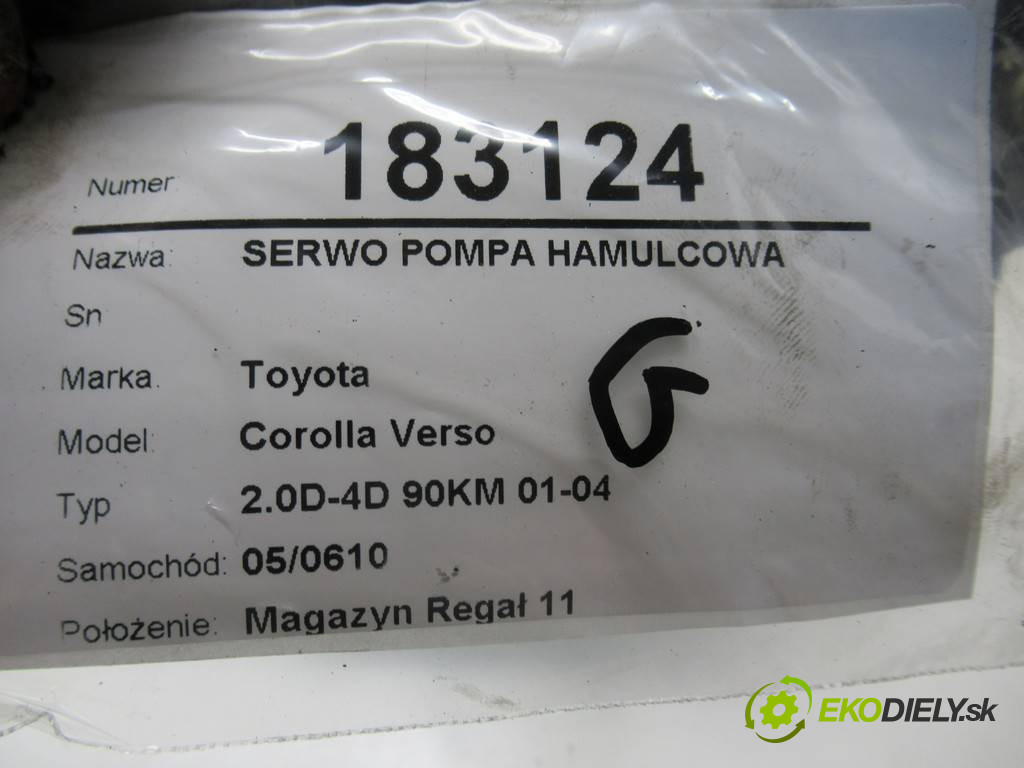 Numer: 183124
Nazwa: SERWO POMPA HAMULCOWA
Sn
Marka. Toyota
Model: Corolla Verso
Typ 2.0D-4D 90KM 01-04
Samochód: 05/0610
Położenie: Magazyn Regał 11
EKODIELY.sk